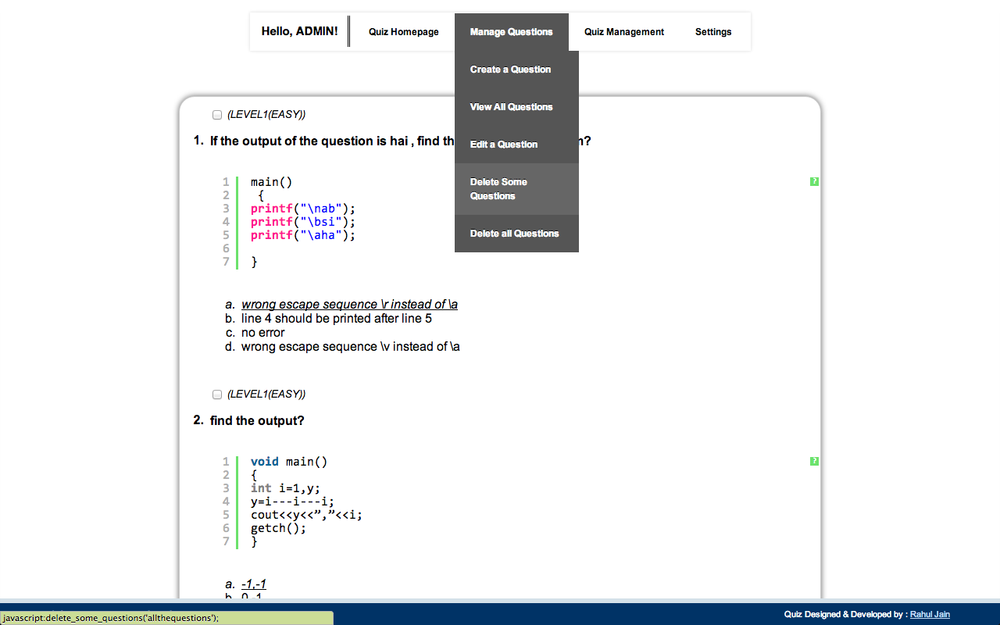 Hello, ADMIN!
Quiz Homepage
Manage Questions
Quiz Management
Settings
Create a Question
View All Questions
Edit a Question
Delete Some
Questions
Delete all Questions
(LEVEL1(EASY))
1. If the output of the question is hai , find th
?
1 main()
2 {
3 printf("\nab");
4 printf("\bsi");
5 printf("\aha");
6
7 }
?
a. wrong escape sequence \r instead of \a
b. line 4 should be printed after line 5
c. no error
d. wrong escape sequence \v instead of \a
(LEVEL1(EASY))
2. find the output?
1 void main()
2 {
3 int i=1,y;
4 y=i---i---i;
5 cout<<y<<”,”<<i;
6 getch();
7 }
?
a. -1,-1
b. 0,-1
javascript:delete_some_questions('allthequestions');
Quiz Designed & Developed by : Rahul Jain